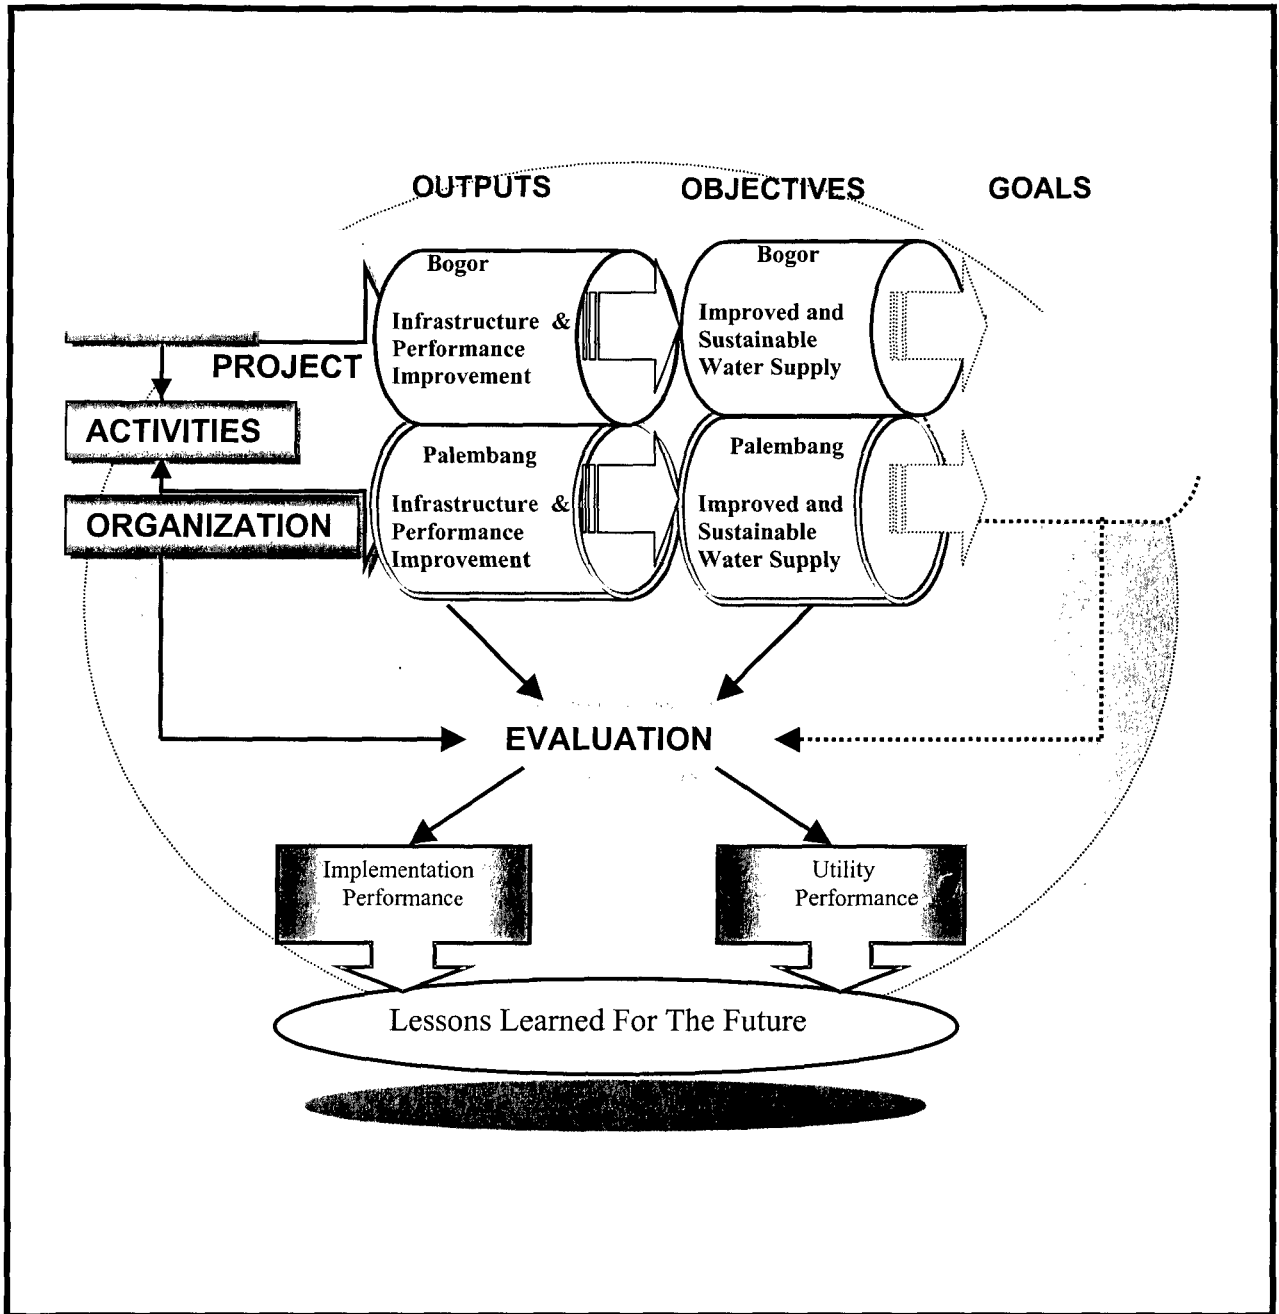 OUTPUTS
OBJECTIVES
GOALS
Bogor
Infrastructure &
Performance
Improvement
Bogor
Improved and
Sustainable
Water Supply
PROJECT
ACTIVITIES
ORGANIZATION
Palembang
Infrastructure &
Performance
Improvement
Palembang
Improved and
Sustainable
Water Supply
EVALUATION
Implementation
Performance
Utility
Performance
Lessons Learned For The Future